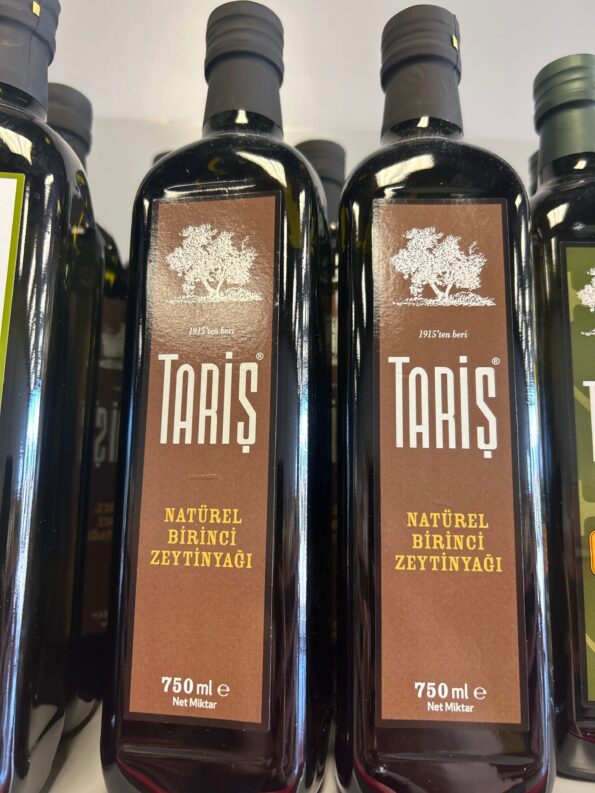 1915'ten beri
TARİŞ®
NATÜREL
BİRİNCİ
ZEYTİNYAĞI
750 ml e
Net Miktar
1915'ten beri
TARİŞ®
NATÜREL
BİRİNCİ
ZEYTİNYAĞI
750 ml e
Net Miktar